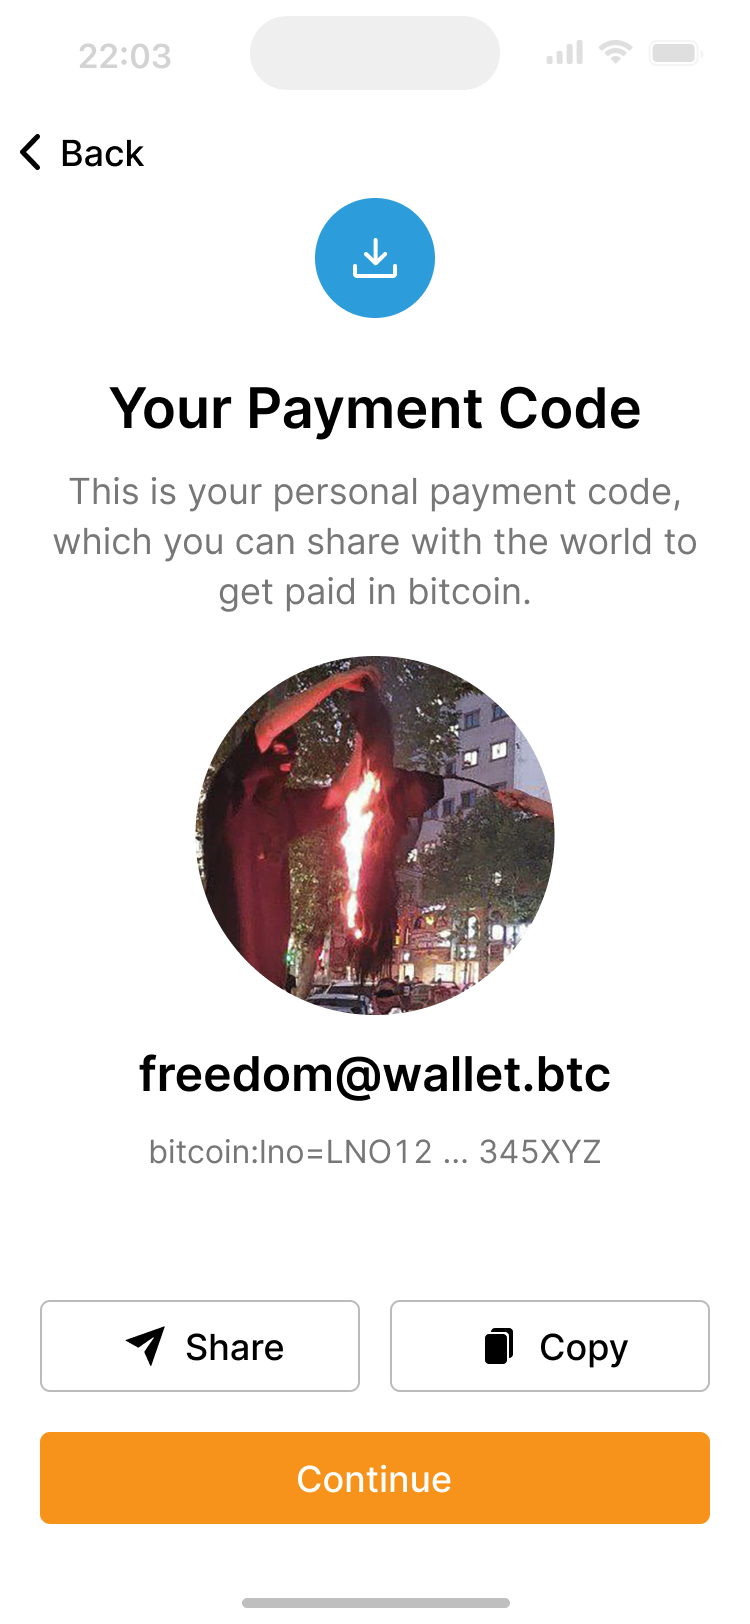 22:03
Back
Your Payment Code
This is your personal payment code,
which you can share with the world to
get paid in bitcoin.
freedom@wallet.btc
bitcoin:lno=LNO12 ... 345XYZ
Share
Copy
Continue